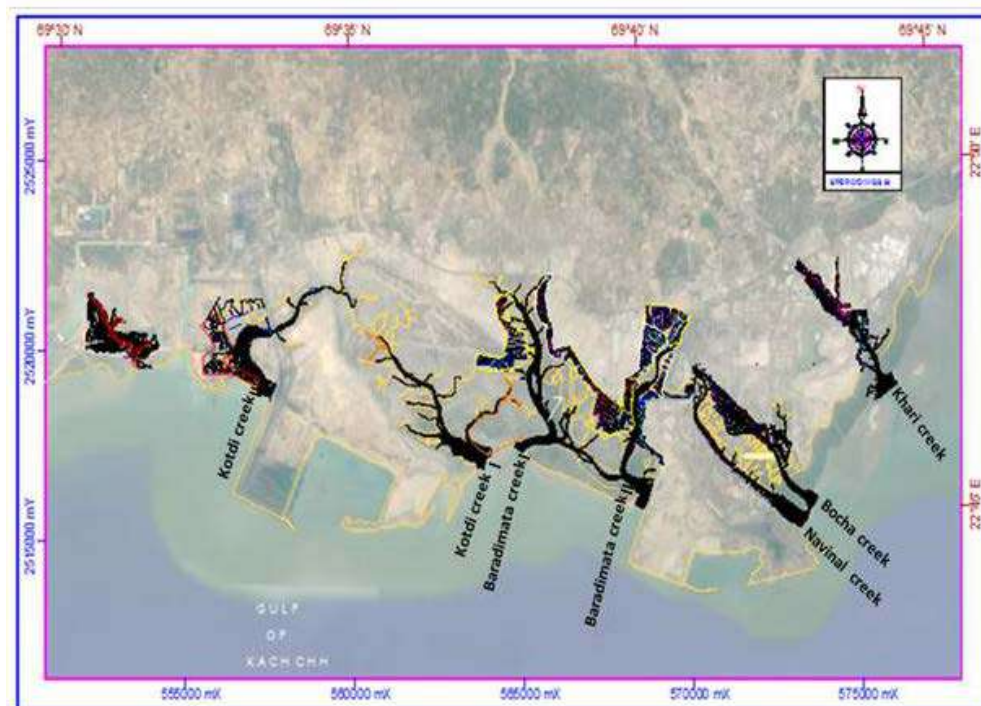 69°30' N
69°35' N
69°40' N
69°45' N
2525000 mY
22°50' E
2520000 mY
Kotdi creek II
Khari creek
Kotdi creek I
Baradimata creek I
Baradimata creek II
Bocha creek
Navinal creek
22°45' E
2515000 mY
GULF
OF
KACHCHH
555000 mX
560000 mX
565000 mX
570000 mX
575000 mX